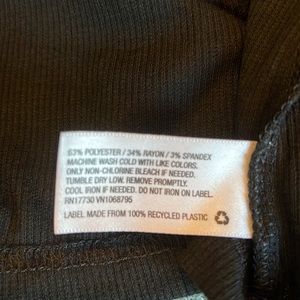 63% POLYESTER / 34% RAYON / 3% SPANDEX
MACHINE WASH COLD WITH LIKE COLORS.
ONLY NON-CHLORINE BLEACH IF NEEDED.
TUMBLE DRY LOW. REMOVE PROMPTLY.
COOL IRON IF NEEDED. DO NOT IRON ON LABEL.
RN17730 VN1068795
LABEL MADE FROM 100% RECYCLED PLASTIC